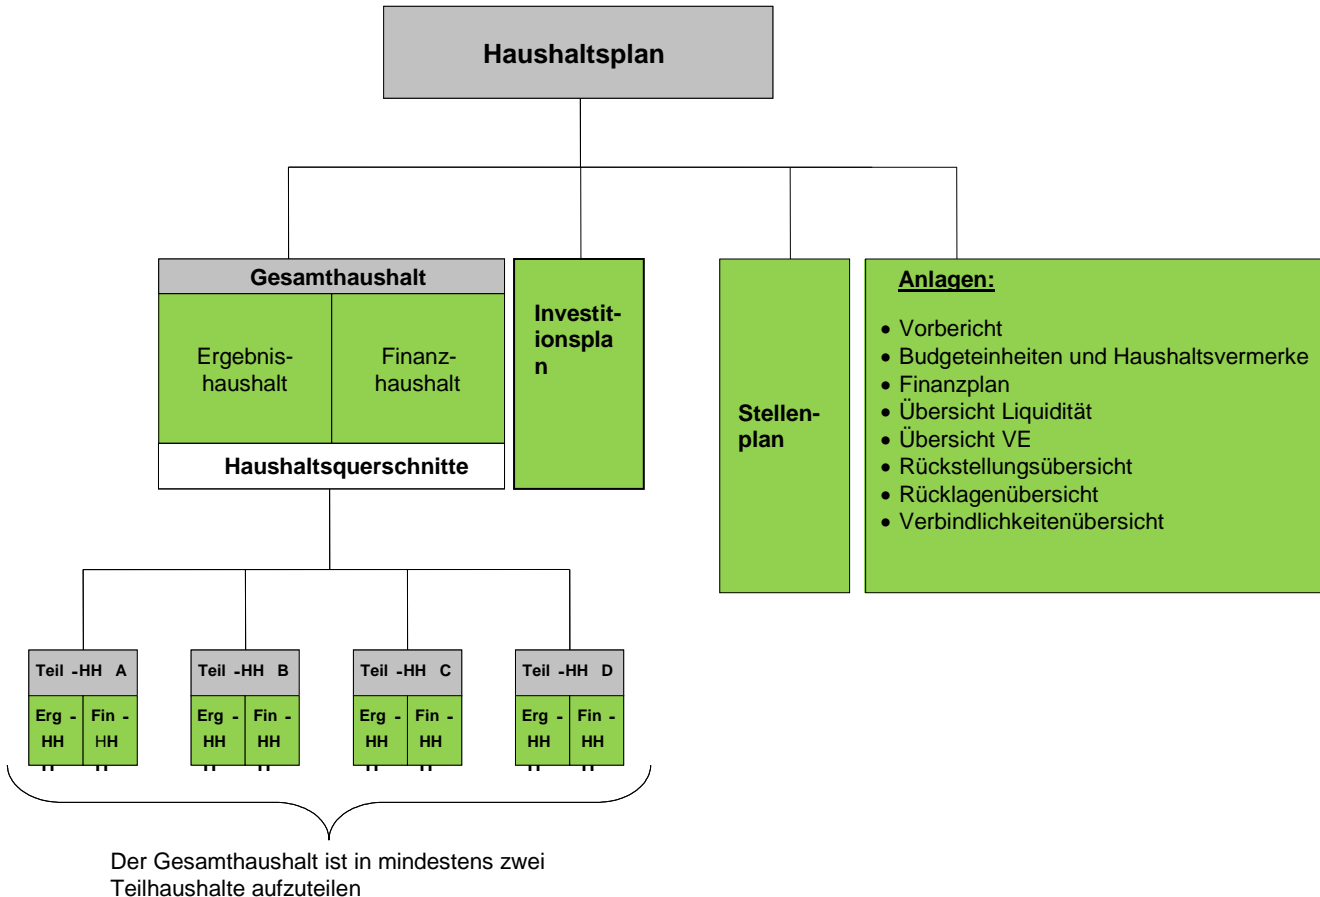 Haushaltsplan
Gesamthaushalt
Ergebnis-
haushalt
Finanz-
haushalt
Haushaltsquerschnitte
Investit-
ionspla
n
Stellen-
plan
Anlagen:
• Vorbericht
• Budgeteinheiten und Haushaltsvermerke
• Finanzplan
• Übersicht Liquidität
• Übersicht VE
• Rückstellungsübersicht
• Rücklagenübersicht
• Verbindlichkeitenübersicht
Teil -HH A
Erg -
HH
Fin -
HH
Teil -HH B
Erg -
HH
Fin -
HH
Teil -HH C
Erg -
HH
Fin -
HH
Teil -HH D
Erg -
HH
Fin -
HH
Der Gesamthaushalt ist in mindestens zwei
Teilhaushalte aufzuteilen